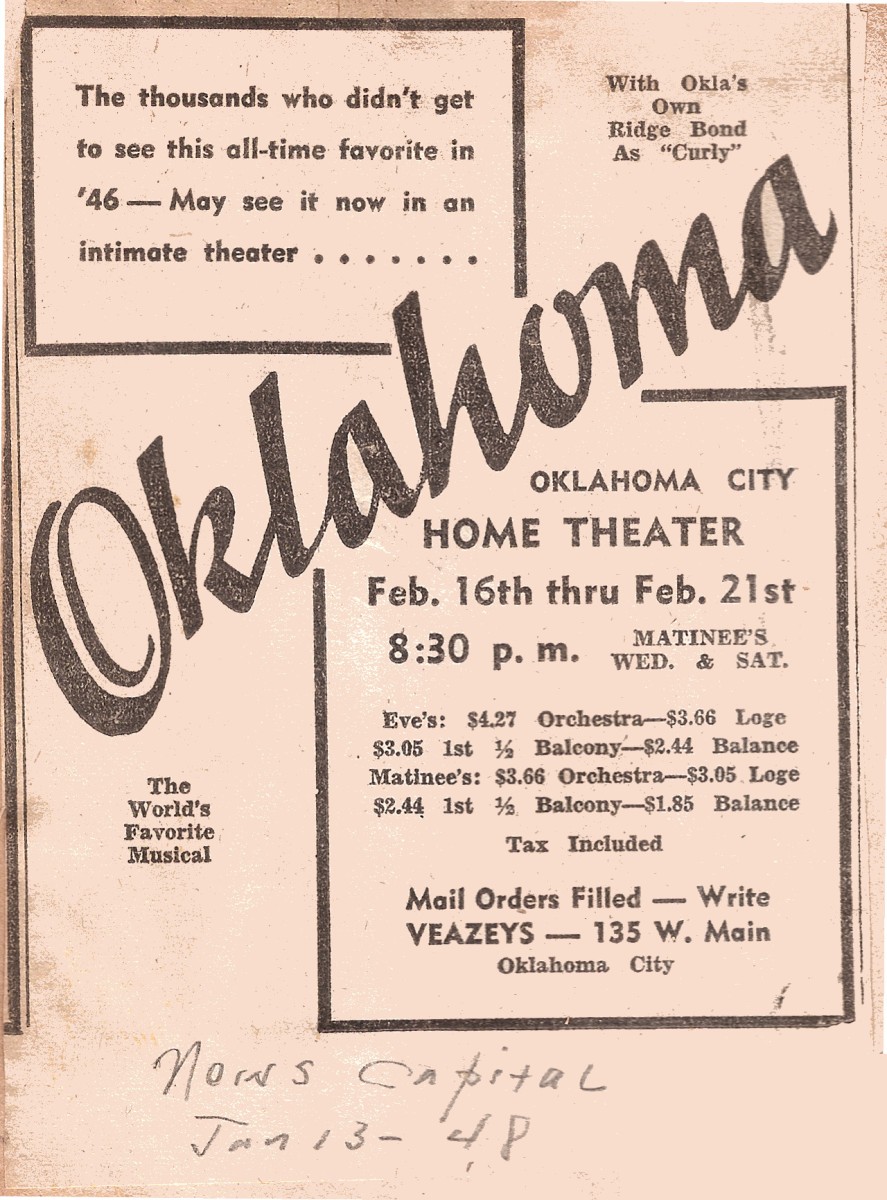 The thousands who didn't get
to see this all-time favorite in
'46 — May see it now in an
intimate theater . . . . . . .
With Okla's
Own
Ridge Bond
As "Curly"
Oklahoma
OKLAHOMA CITY
HOME THEATER
Feb. 16th thru Feb. 21st
8:30 p. m.
MATINEE'S
WED. & SAT.
Eve's: $4.27 Orchestra—$3.66 Loge
$3.05 1st ½ Balcony—$2.44 Balance
Matinee's: $3.66 Orchestra—$3.05 Loge
$2.44 1st ½ Balcony—$1.85 Balance
Tax Included
Mail Orders Filled — Write
VEAZEYS — 135 W. Main
Oklahoma City
The
World's
Favorite
Musical
News Capital
Jan 13 - 48